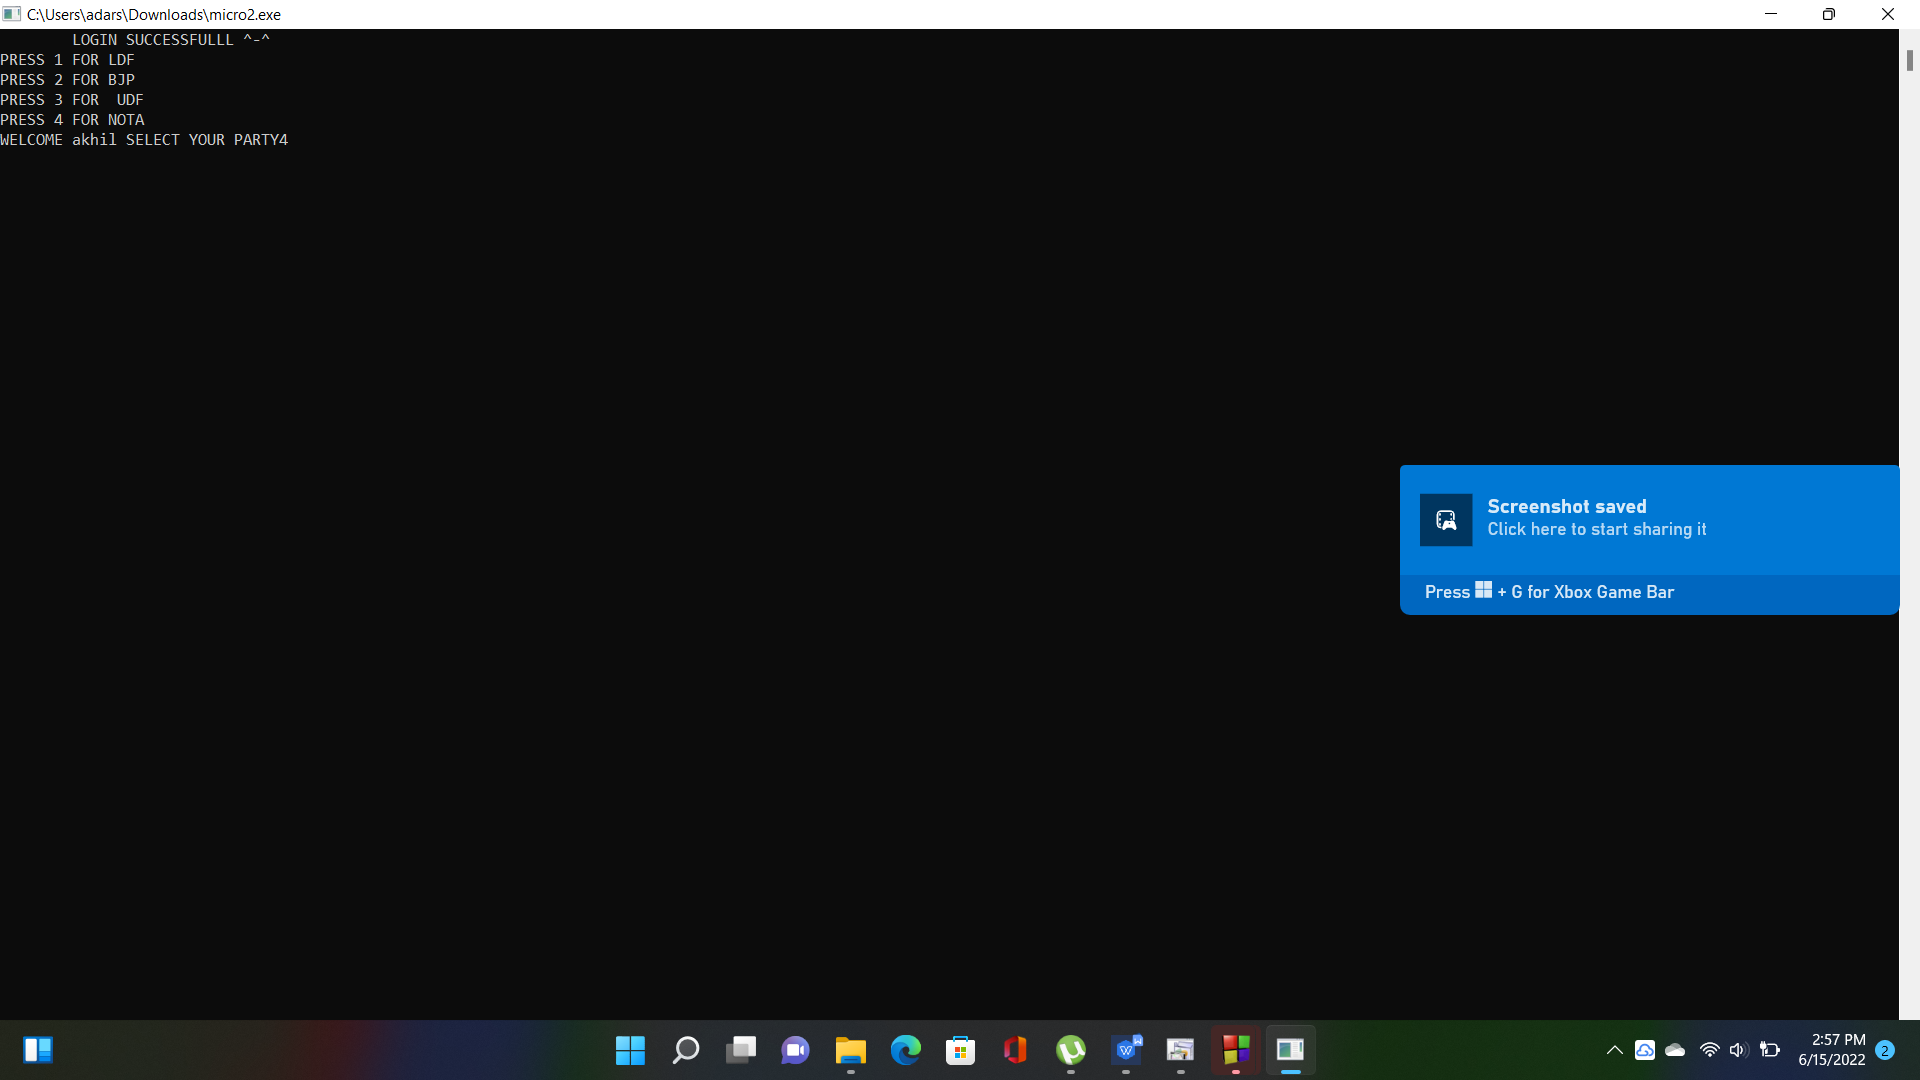 C:\Users\adars\Downloads\micro2.exe
LOGIN SUCCESSFULLL ^-^
PRESS 1 FOR LDF
PRESS 2 FOR BJP
PRESS 3 FOR  UDF
PRESS 4 FOR NOTA
WELCOME akhil SELECT YOUR PARTY4
Screenshot saved
Click here to start sharing it
Press + G for Xbox Game Bar
2:57 PM
6/15/2022
2